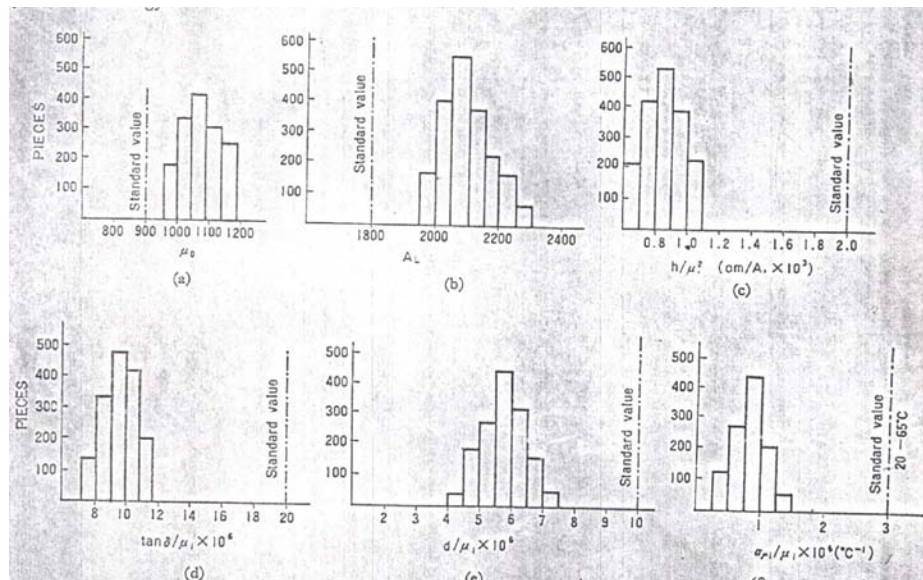 600
500
400
300
200
100
PIECES
Standard value
800 900 1000 1100 1200
μ₀
(a)
600
500
400
300
200
100
Standard value
1800 2000 2200 2400
A L
(b)
600
500
400
300
200
100
Standard value
0.8 1.0 1.2 1.4 1.6 1.8 2.0
(cm/A. ×10³)
(c)
500
400
300
200
100
PIECES
Standard value
8 10 12 14 16 18 20
tanδ/μᵢ×10⁶
(d)
500
400
300
200
100
Standard value
2 3 4 5 6 7 8 9 10
d/μᵢ×10⁶
500
400
300
200
100
Standard value
20–65°C
1 2 3
/μᵢ×10⁶(°C⁻¹)